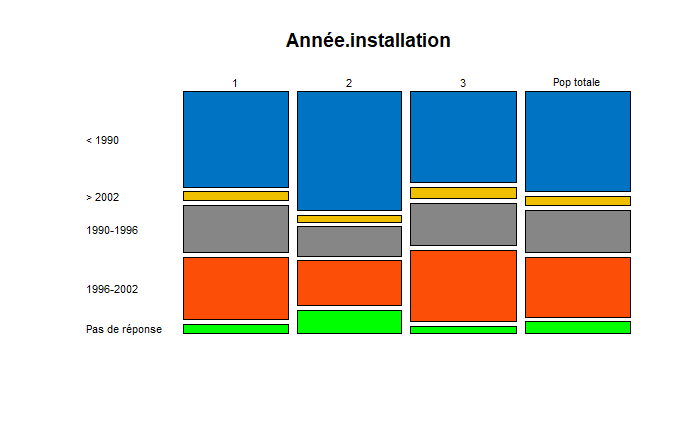 Année.installation
1 2 3 Pop totale
< 1990
> 2002
1990-1996
1996-2002
Pas de réponse